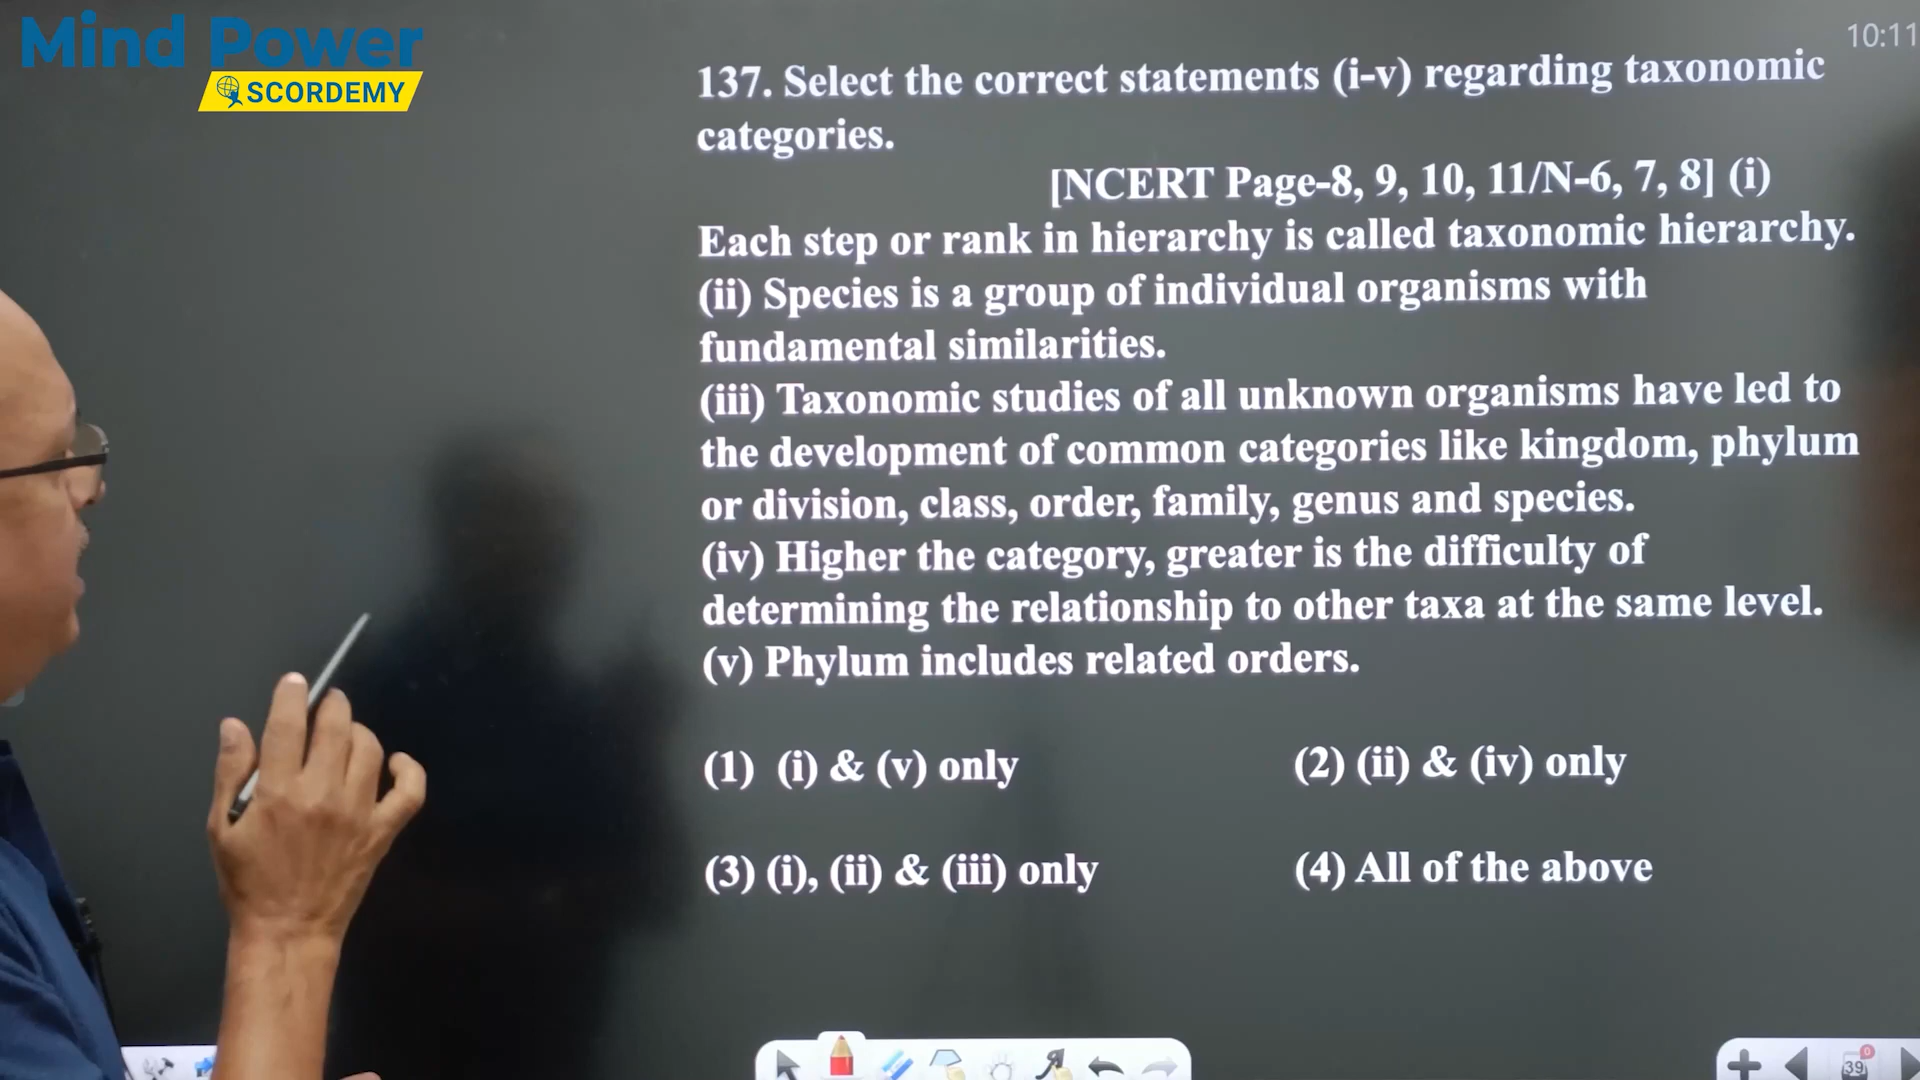 Mind Power
SCORDEMY
10:11
137. Select the correct statements (i-v) regarding taxonomic
categories.
[NCERT Page-8, 9, 10, 11/N-6, 7, 8] (i)
Each step or rank in hierarchy is called taxonomic hierarchy.
(ii) Species is a group of individual organisms with
fundamental similarities.
(iii) Taxonomic studies of all unknown organisms have led to
the development of common categories like kingdom, phylum
or division, class, order, family, genus and species.
(iv) Higher the category, greater is the difficulty of
determining the relationship to other taxa at the same level.
(v) Phylum includes related orders.
(1) (i) & (v) only
(2) (ii) & (iv) only
(3) (i), (ii) & (iii) only
(4) All of the above
39
0